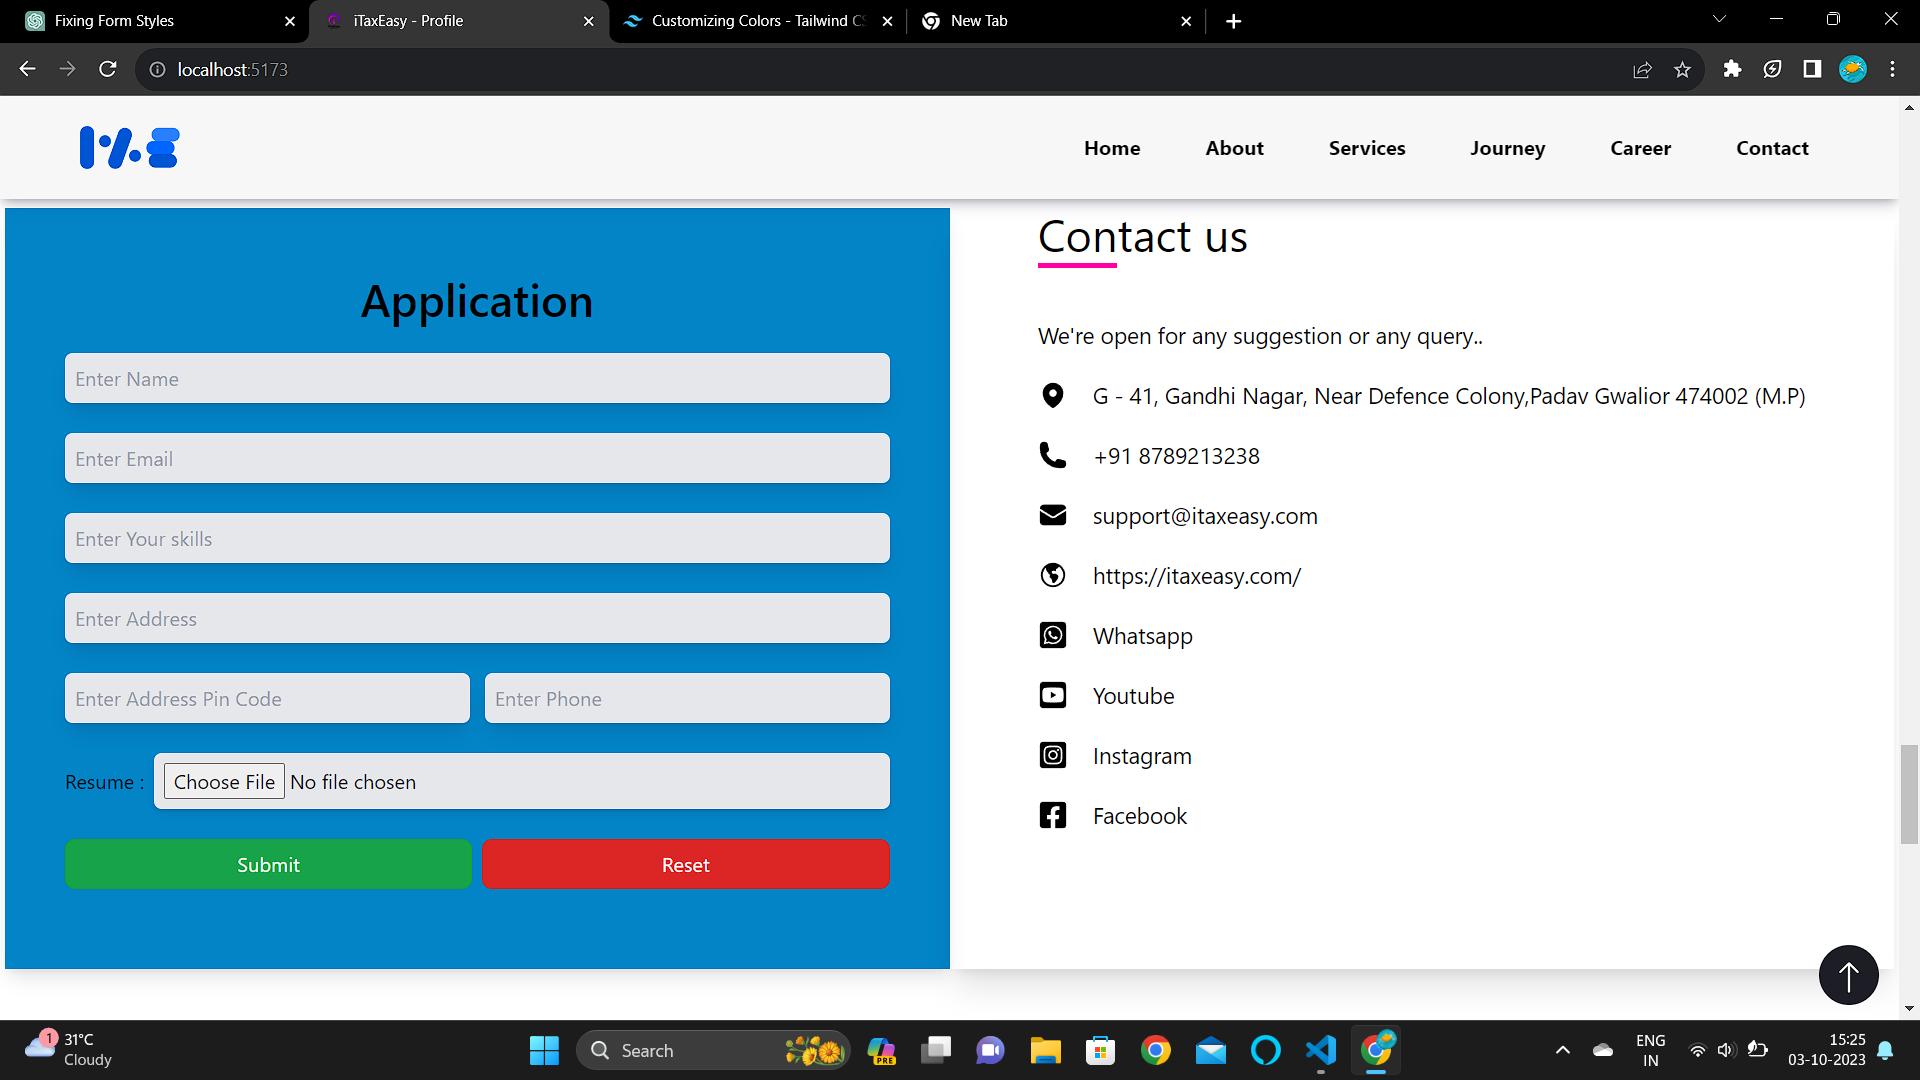 Fixing Form Styles
iTaxEasy - Profile
Customizing Colors - Tailwind CS
New Tab
localhost:5173
Home
About
Services
Journey
Career
Contact
Application
Enter Name
Enter Email
Enter Your skills
Enter Address
Enter Address Pin Code
Enter Phone
Resume :
Choose File
No file chosen
Submit
Reset
Contact us
We're open for any suggestion or any query..
G - 41, Gandhi Nagar, Near Defence Colony,Padav Gwalior 474002 (M.P)
+91 8789213238
support@itaxeasy.com
https://itaxeasy.com/
Whatsapp
Youtube
Instagram
Facebook
1
31°C
Cloudy
Search
PRE
ENG
IN
15:25
03-10-2023